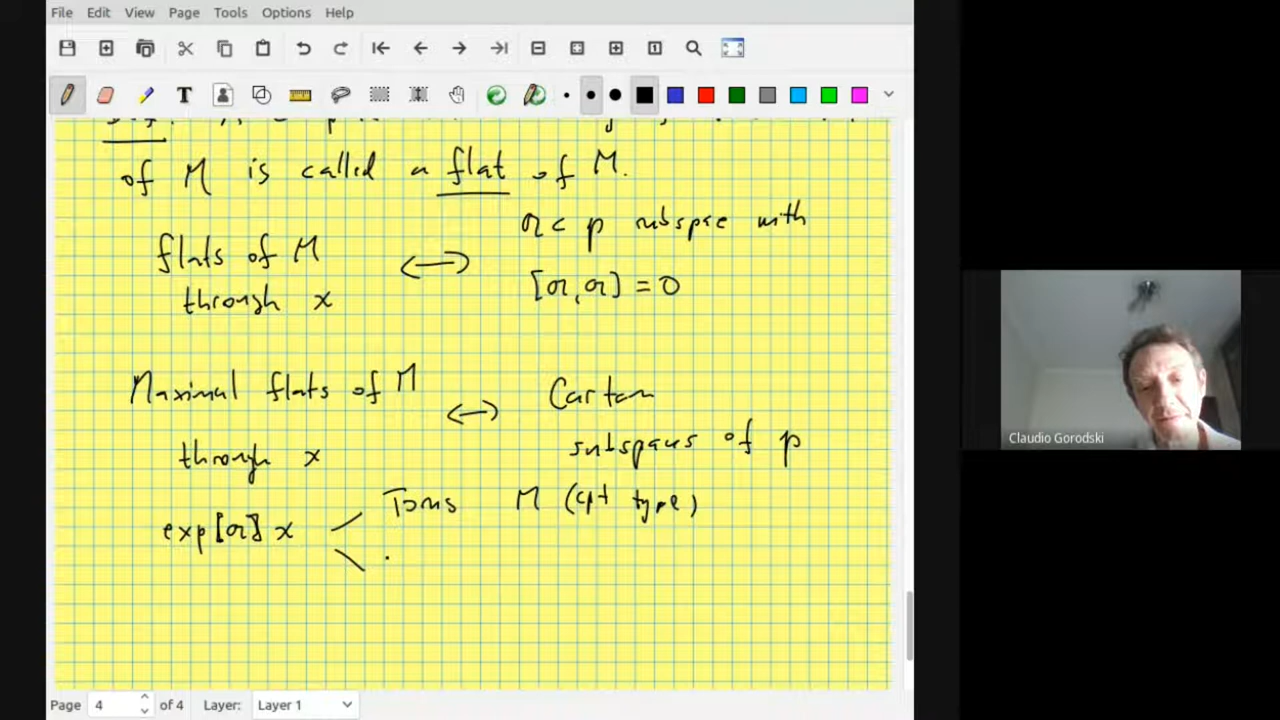 File Edit View Page Tools Options Help
of M is called a flat of M.
flats of M through x ⟷ 𝔞 ⊂ p subspace with [𝔞, 𝔞] = 0
Maximal flats of M through x ⟷ Cartan subspaces of p
exp[𝔞] x < Torus M (cpt type)
Claudio Gorodski
Page 4 of 4 Layer: Layer 1